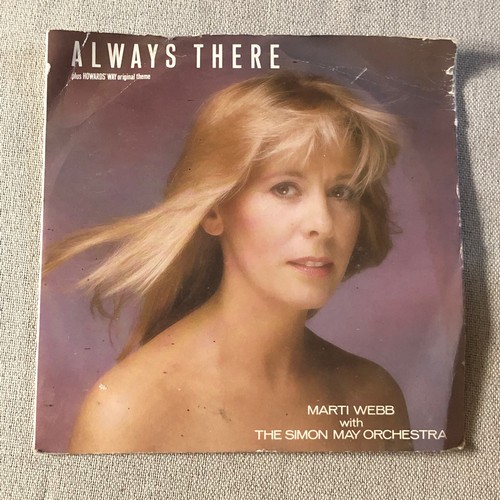 ALWAYS THERE
plus HOWARDS' WAY original theme
MARTI WEBB
with
THE SIMON MAY ORCHESTRA